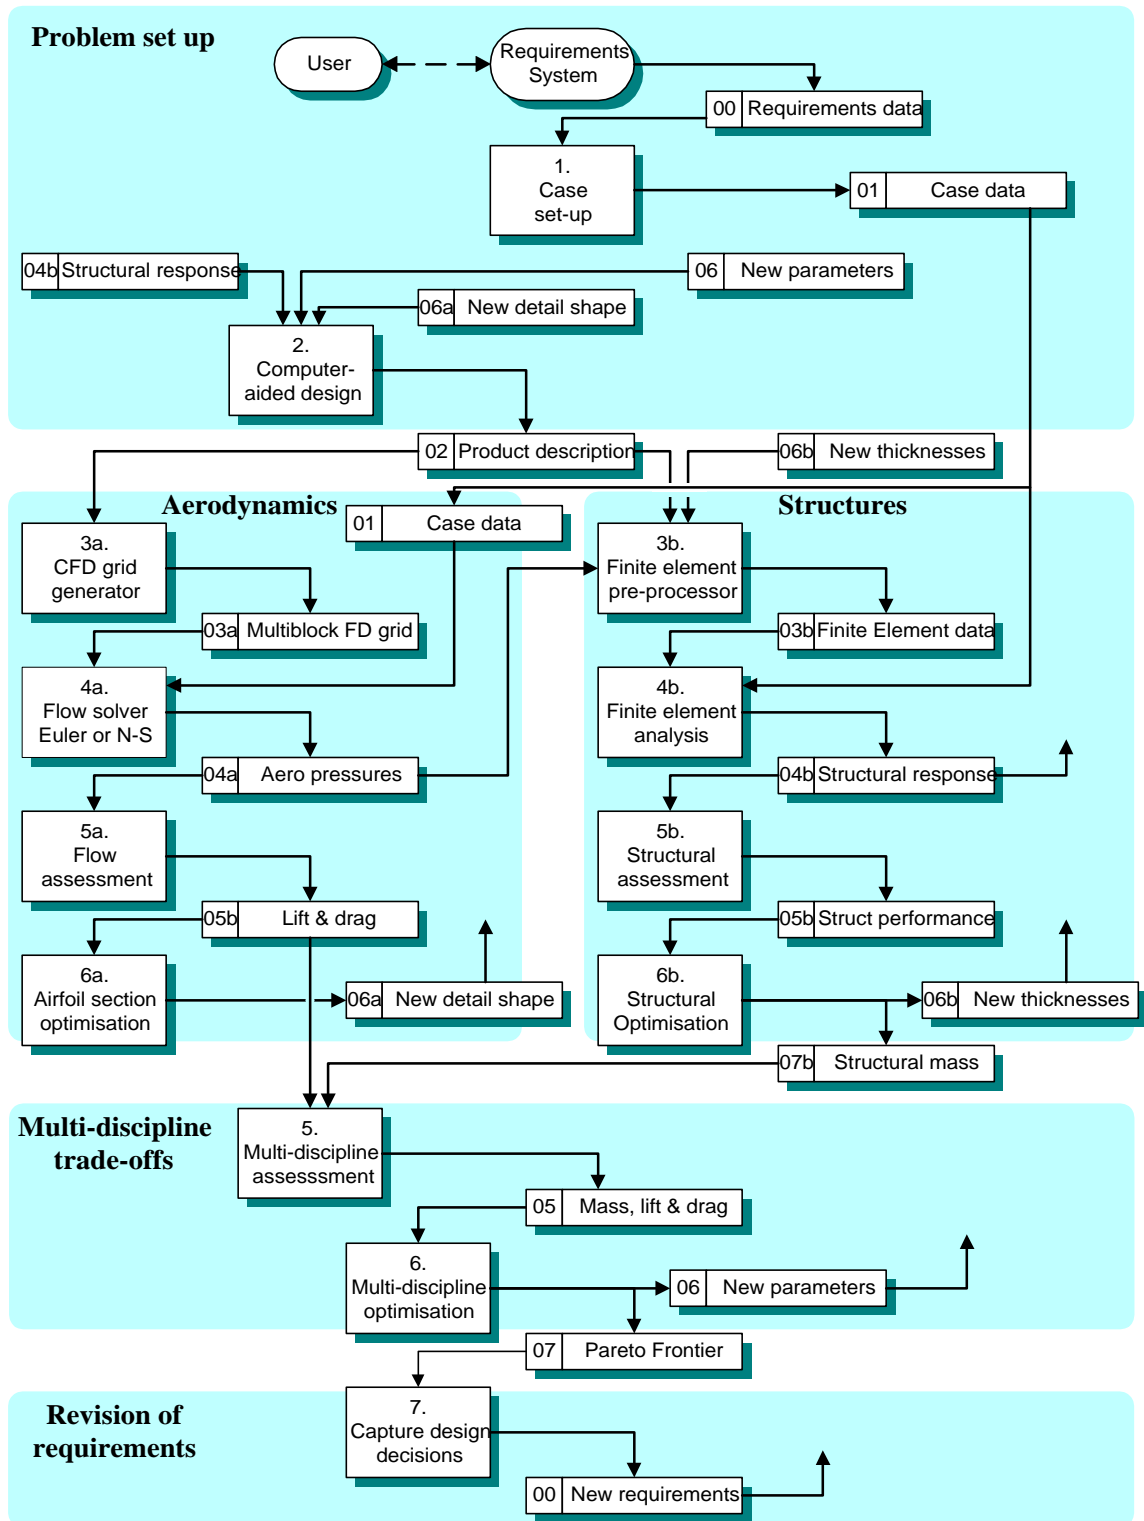 Problem set up
User
Requirements
System
00 Requirements data
1.
Case
set-up
01 Case data
04b Structural response
06 New parameters
06a New detail shape
2.
Computer-
aided design
02 Product description
06b New thicknesses
Aerodynamics
Structures
01 Case data
3a.
CFD grid
generator
3b.
Finite element
pre-processor
03a Multiblock FD grid
03b Finite Element data
4a.
Flow solver
Euler or N-S
4b.
Finite element
analysis
04a Aero pressures
04b Structural response
5a.
Flow
assessment
5b.
Structural
assessment
05b Lift & drag
05b Struct performance
6a.
Airfoil section
optimisation
06a New detail shape
6b.
Structural
Optimisation
06b New thicknesses
07b Structural mass
Multi-discipline
trade-offs
5.
Multi-discipline
assesssment
05 Mass, lift & drag
6.
Multi-discipline
optimisation
06 New parameters
07 Pareto Frontier
Revision of
requirements
7.
Capture design
decisions
00 New requirements